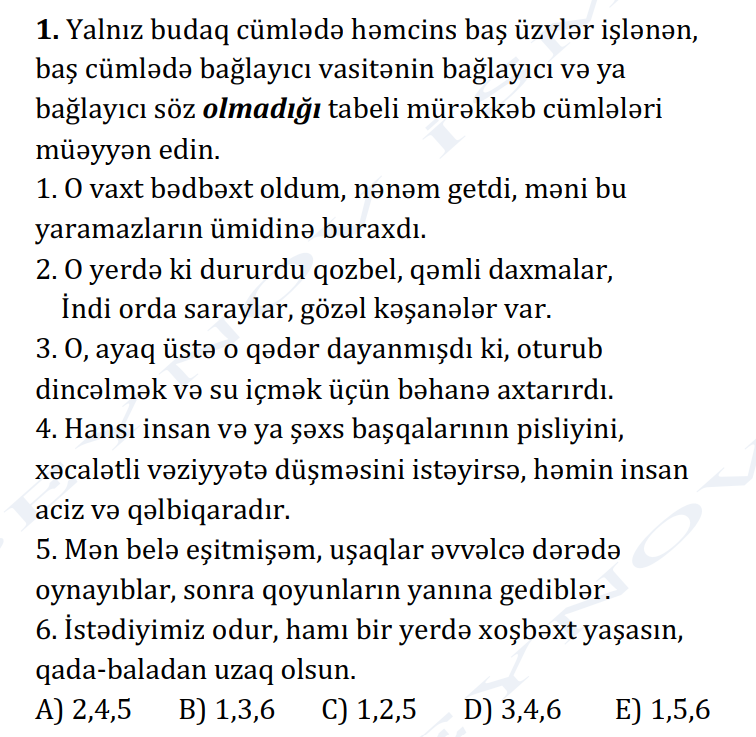 1. Yalnız budaq cümlədə həmcins baş üzvlər işlənən,
baş cümlədə bağlayıcı vasitənin bağlayıcı və ya
bağlayıcı söz olmadığı tabeli mürəkkəb cümlələri
müəyyən edin.
1. O vaxt bədbəxt oldum, nənəm getdi, məni bu
yaramazların ümidinə buraxdı.
2. O yerdə ki dururdu qozbel, qəmli daxmalar,
İndi orda saraylar, gözəl kəşanələr var.
3. O, ayaq üstə o qədər dayanmışdı ki, oturub
dincəlmək və su içmək üçün bəhanə axtarırdı.
4. Hansı insan və ya şəxs başqalarının pisliyini,
xəcalətli vəziyyətə düşməsini istəyirsə, həmin insan
aciz və qəlbiqaradır.
5. Mən belə eşitmişəm, uşaqlar əvvəlcə dərədə
oynayıblar, sonra qoyunların yanına gediblər.
6. İstədiyimiz odur, hamı bir yerdə xoşbəxt yaşasın,
qada-baladan uzaq olsun.
A) 2,4,5 B) 1,3,6 C) 1,2,5 D) 3,4,6 E) 1,5,6